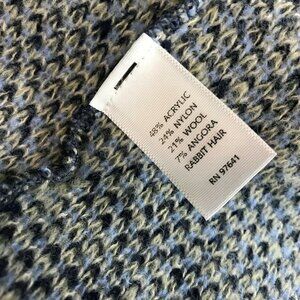 48% ACRYLIC
24% NYLON
21% WOOL
7% ANGORA
RABBIT HAIR
RN 97641